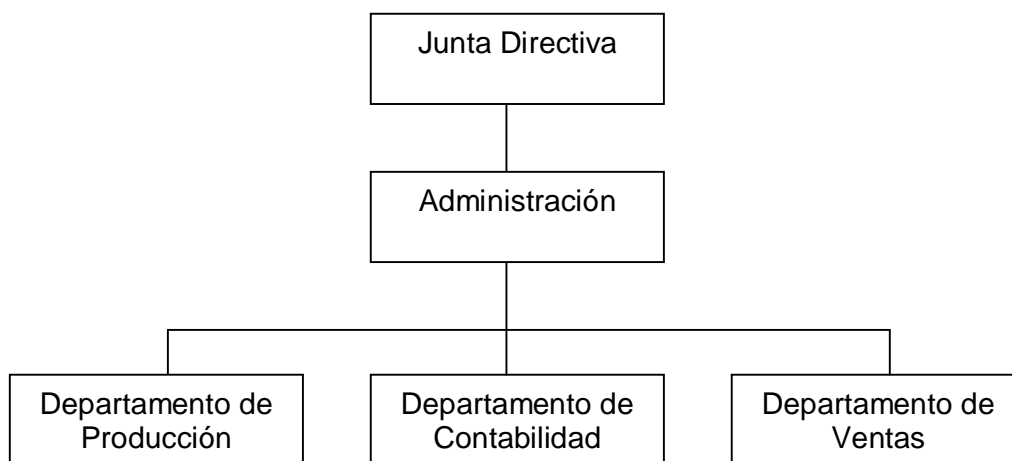 Junta Directiva
Administración
Departamento de
Producción
Departamento de
Contabilidad
Departamento de
Ventas